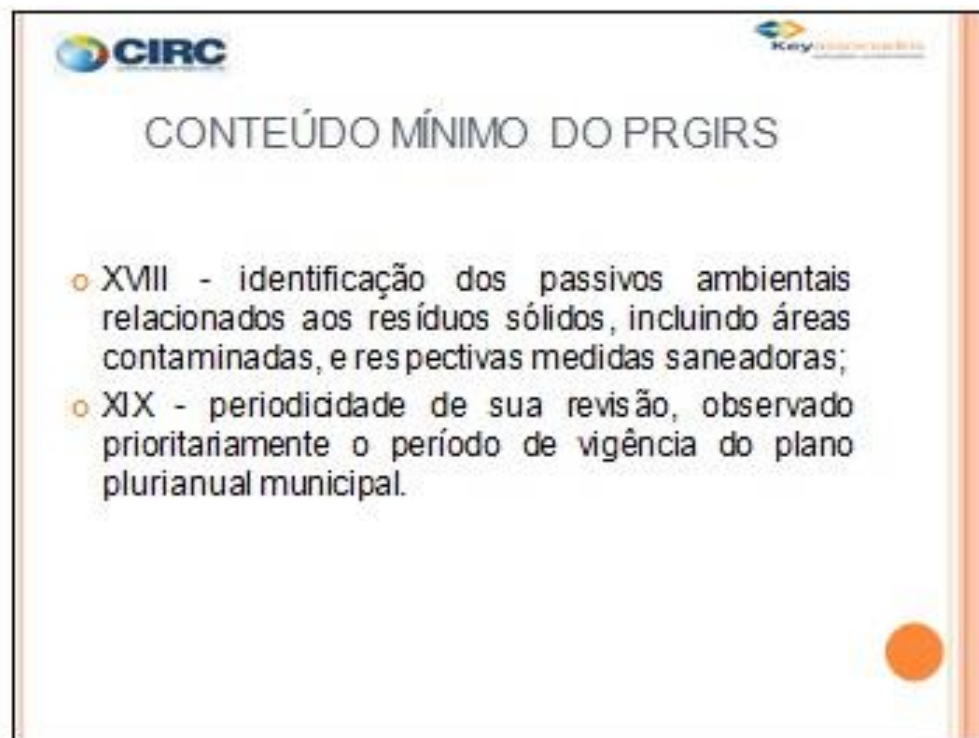 CIRC
Keyassociados
CONTEÚDO MÍNIMO DO PRGIRS
XVIII - identificação dos passivos ambientais
relacionados aos resíduos sólidos, incluindo áreas
contaminadas, e respectivas medidas saneadoras;
XIX - periodicidade de sua revisão, observado
prioritariamente o período de vigência do plano
plurianual municipal.